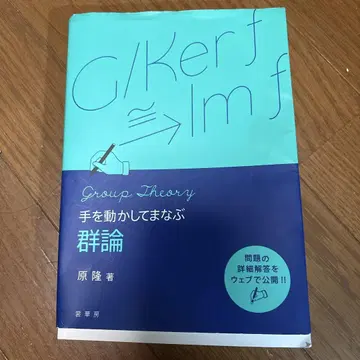 G/Ker f
≅
Im f
Group Theory
手を動かしてまなぶ
群論
原 隆 著
問題の
詳細解答を
ウェブで公開!!
裳華房